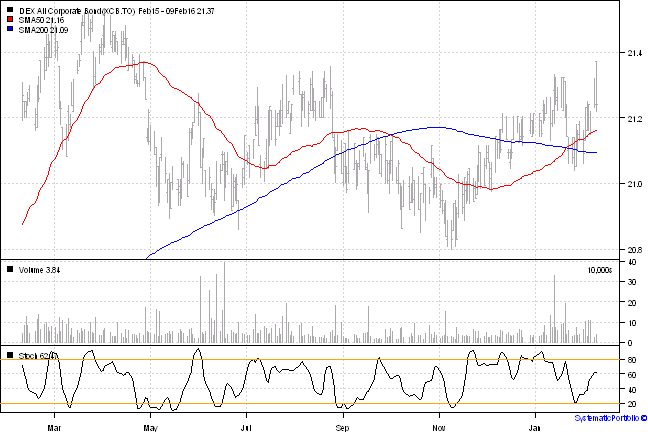 DEX All Corporate Bond(XCB.TO) Feb15 - 09Feb16 21.37
SMA50 21.16
SMA200 21.09
21.4
21.2
21.0
20.8
Volume 3.84
10,000s
40
30
20
10
0
80
60
40
20
Mar May Jul Sep Nov Jan
SystematicPortfolio ©